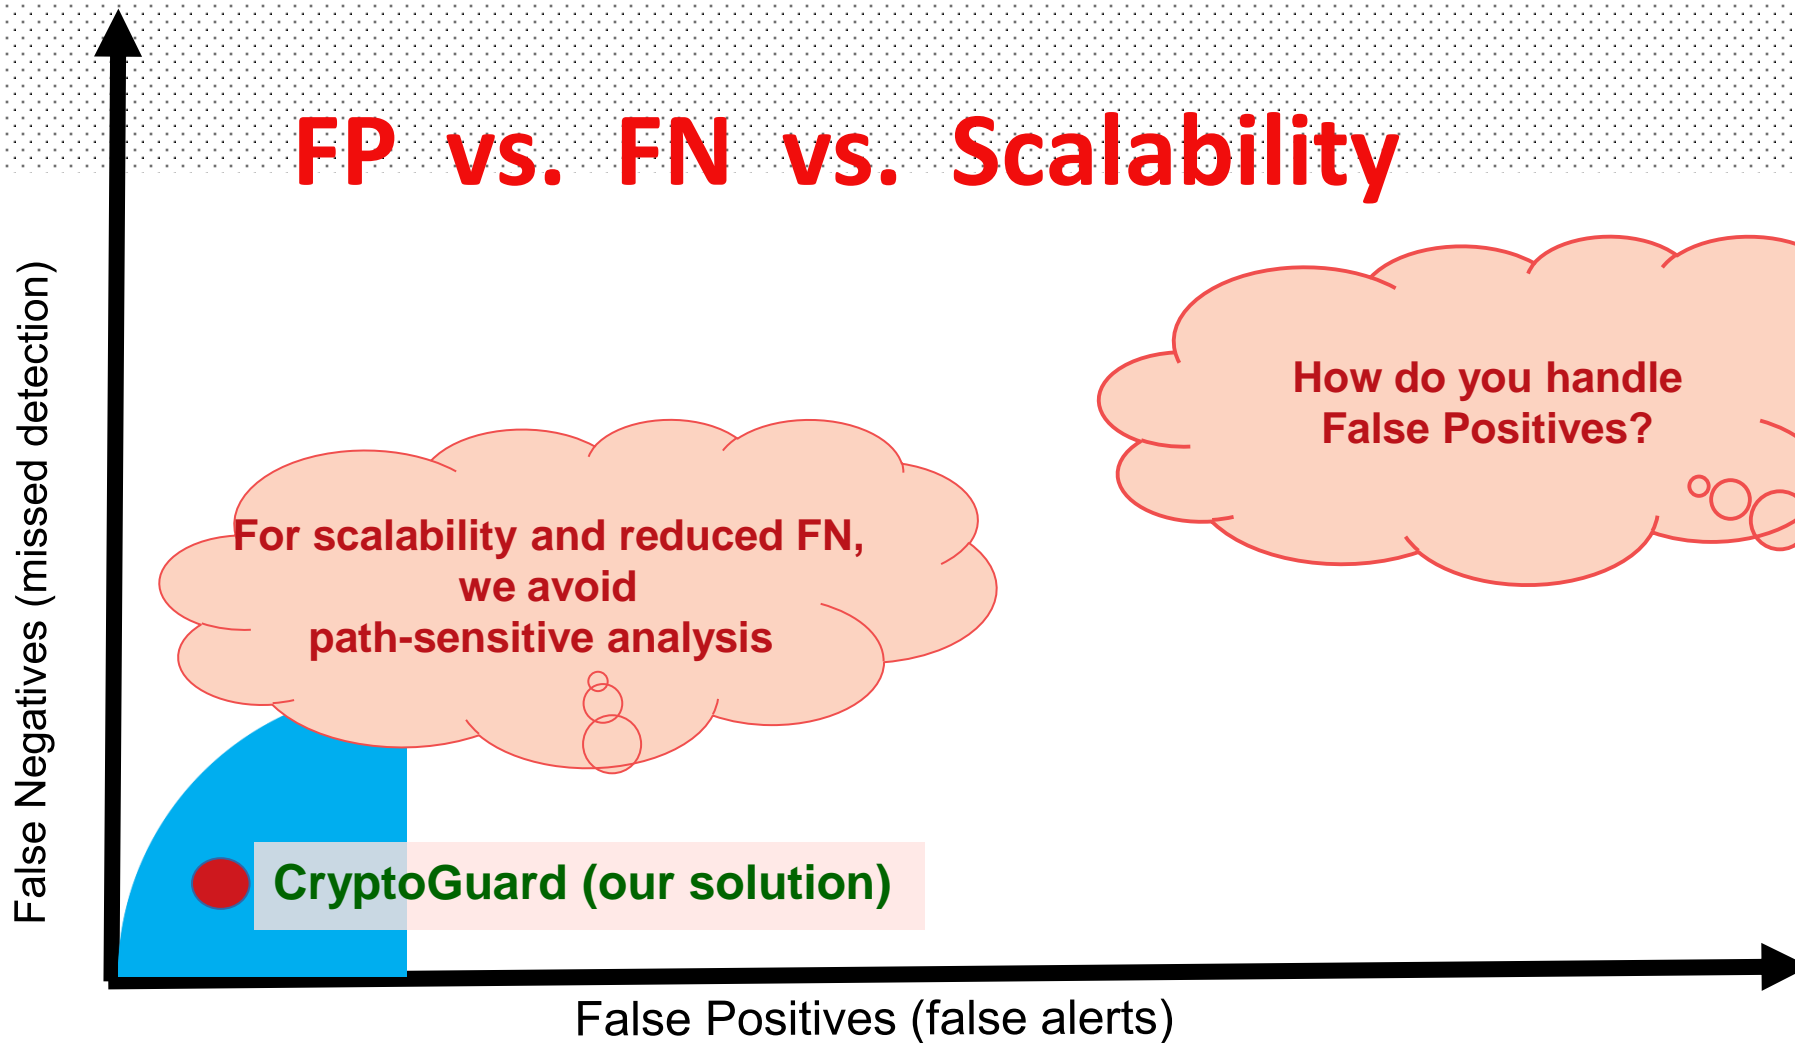 FP vs. FN vs. Scalability
How do you handle
False Positives?
For scalability and reduced FN,
we avoid
path-sensitive analysis
CryptoGuard (our solution)
False Negatives (missed detection)
False Positives (false alerts)